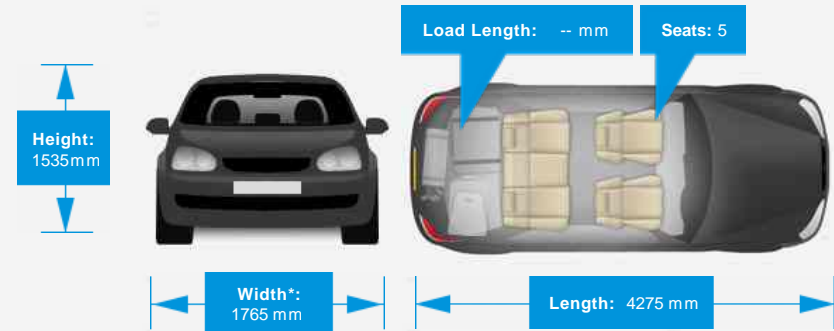 Load Length: -- mm
Seats: 5
Height:
1535mm
Width*:
1765 mm
Length: 4275 mm